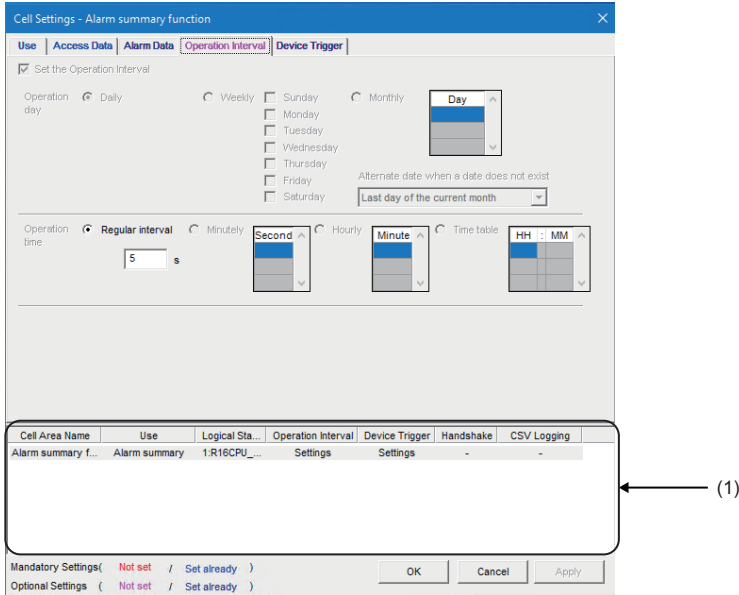 Cell Settings - Alarm summary function
Use Access Data Alarm Data Operation Interval Device Trigger
Set the Operation Interval
Operation day Daily Weekly Sunday Monthly Day
Monday
Tuesday
Wednesday
Thursday
Friday Alternate date when a date does not exist
Saturday Last day of the current month
Operation time Regular interval Minutely Second Hourly Minute Time table HH : MM
5 s
Cell Area Name Use Logical Sta... Operation Interval Device Trigger Handshake CSV Logging
Alarm summary f... Alarm summary 1:R16CPU_... Settings Settings - -
(1)
Mandatory Settings( Not set / Set already )
Optional Settings ( Not set / Set already )
OK Cancel Apply